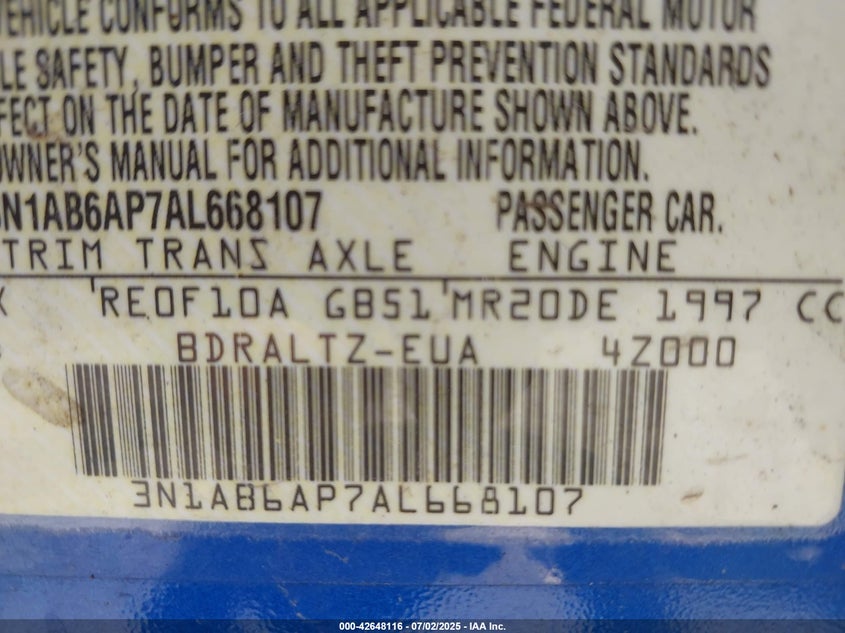 VEHICLE CONFORMS TO ALL APPLICABLE FEDERAL MOTOR
LE SAFETY, BUMPER AND THEFT PREVENTION STANDARDS
FECT ON THE DATE OF MANUFACTURE SHOWN ABOVE.
OWNER'S MANUAL FOR ADDITIONAL INFORMATION.
3N1AB6AP7AL668107 PASSENGER CAR.
TRIM TRANS AXLE ENGINE
RE0F10A GB51 MR20DE 1997 CC
BDRALTZ-EUA 4Z000
3N1AB6AP7AL668107
000-42648116 - 07/02/2025 - IAA Inc.